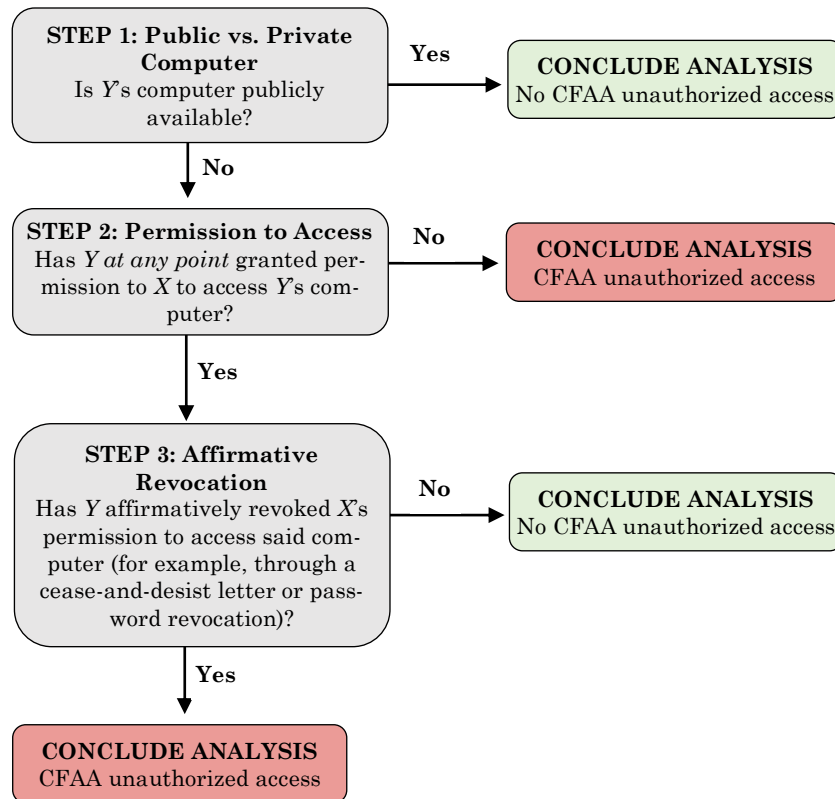 STEP 1: Public vs. Private
Computer
Is Y's computer publicly
available?
Yes
CONCLUDE ANALYSIS
No CFAA unauthorized access
No
STEP 2: Permission to Access
Has Y at any point granted per-
mission to X to access Y's com-
puter?
No
CONCLUDE ANALYSIS
CFAA unauthorized access
Yes
STEP 3: Affirmative
Revocation
Has Y affirmatively revoked X's
permission to access said com-
puter (for example, through a
cease-and-desist letter or pass-
word revocation)?
No
CONCLUDE ANALYSIS
No CFAA unauthorized access
Yes
CONCLUDE ANALYSIS
CFAA unauthorized access